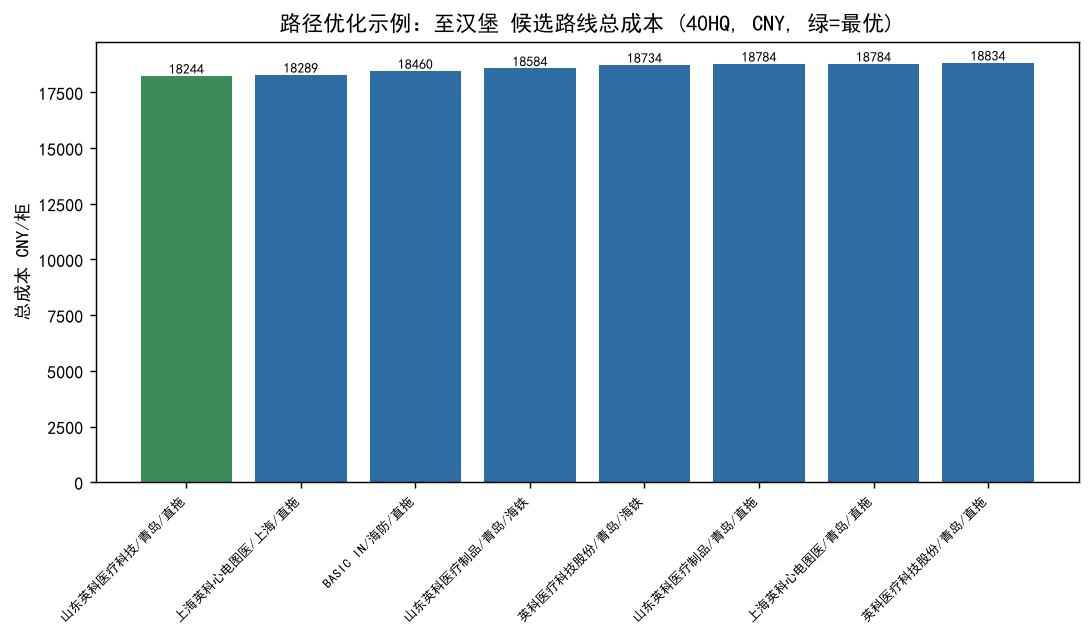 路径优化示例：至汉堡 候选路线总成本 (40HQ, CNY, 绿=最优)
总成本 CNY/柜
17500
15000
12500
10000
7500
5000
2500
0
18244
18289
18460
18584
18734
18784
18784
18834
山东英科医疗科技/青岛/直拖
上海英科心电图医/上海/直拖
BASIC IN/海防/直拖
山东英科医疗制品/青岛/海铁
英科医疗科技股份/青岛/海铁
山东英科医疗制品/青岛/直拖
上海英科心电图医/青岛/直拖
英科医疗科技股份/青岛/直拖